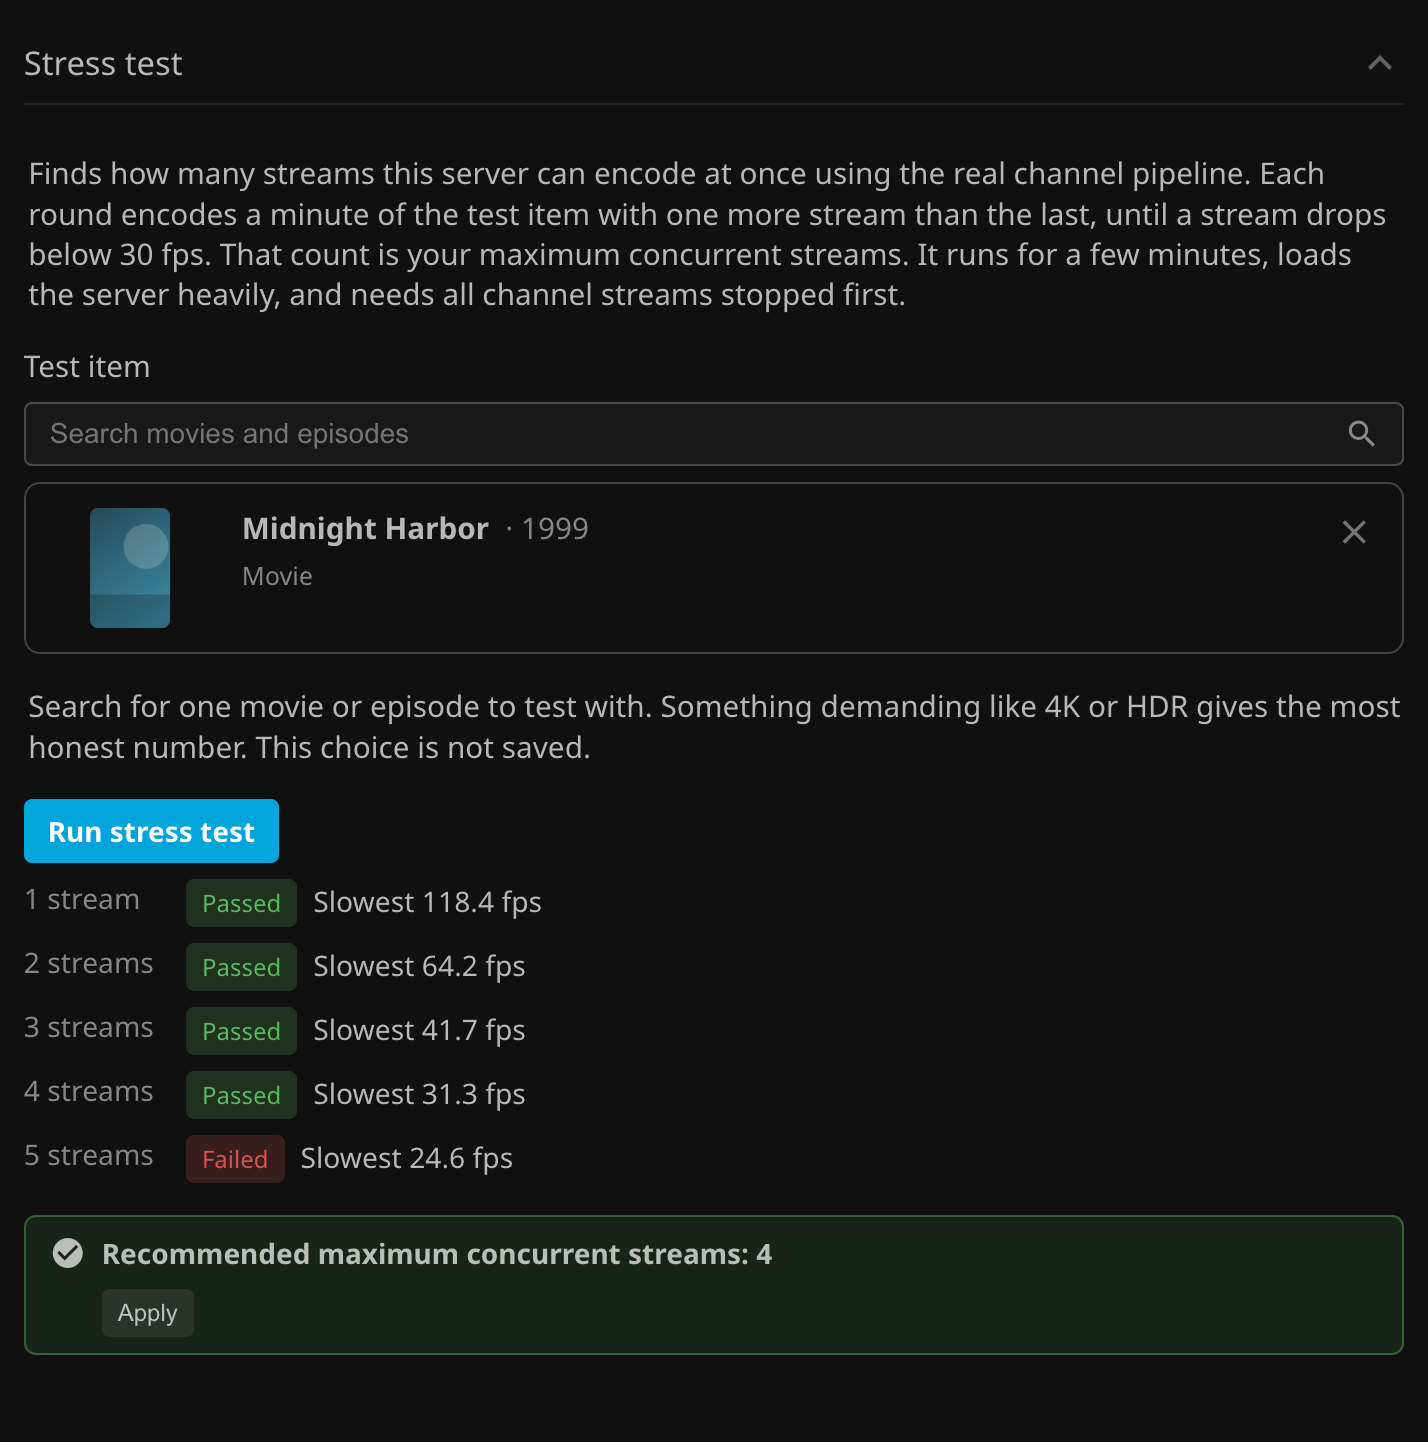 Stress test
Finds how many streams this server can encode at once using the real channel pipeline. Each
round encodes a minute of the test item with one more stream than the last, until a stream drops
below 30 fps. That count is your maximum concurrent streams. It runs for a few minutes, loads
the server heavily, and needs all channel streams stopped first.
Test item
Search movies and episodes
Midnight Harbor · 1999
Movie
Search for one movie or episode to test with. Something demanding like 4K or HDR gives the most
honest number. This choice is not saved.
Run stress test
1 stream Passed Slowest 118.4 fps
2 streams Passed Slowest 64.2 fps
3 streams Passed Slowest 41.7 fps
4 streams Passed Slowest 31.3 fps
5 streams Failed Slowest 24.6 fps
Recommended maximum concurrent streams: 4
Apply